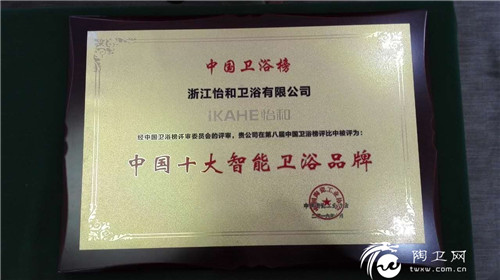 中国卫浴榜
浙江怡和卫浴有限公司
iKAHE怡和
经中国卫浴榜评审委员会的评审，贵公司在第八届中国卫浴榜评比中被评为：
中国十大智能卫浴品牌
陶卫网
twxw.com